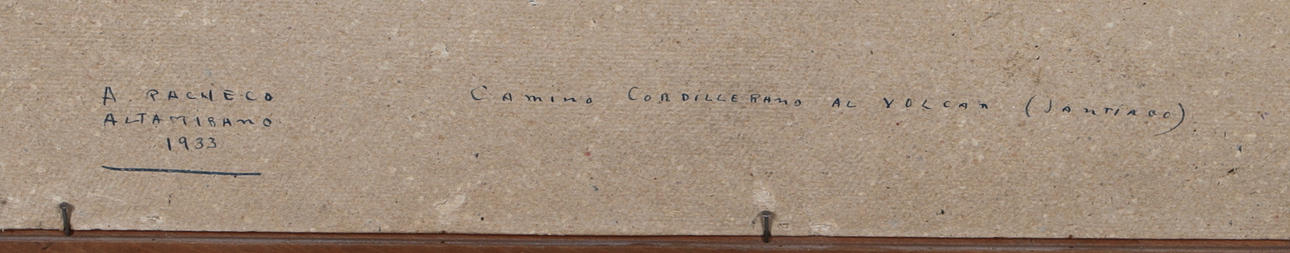 A. PACHECO
ALTAMIRANO
1933
CAMINO CORDILLERANO AL VOLCAN (SANTIAGO).